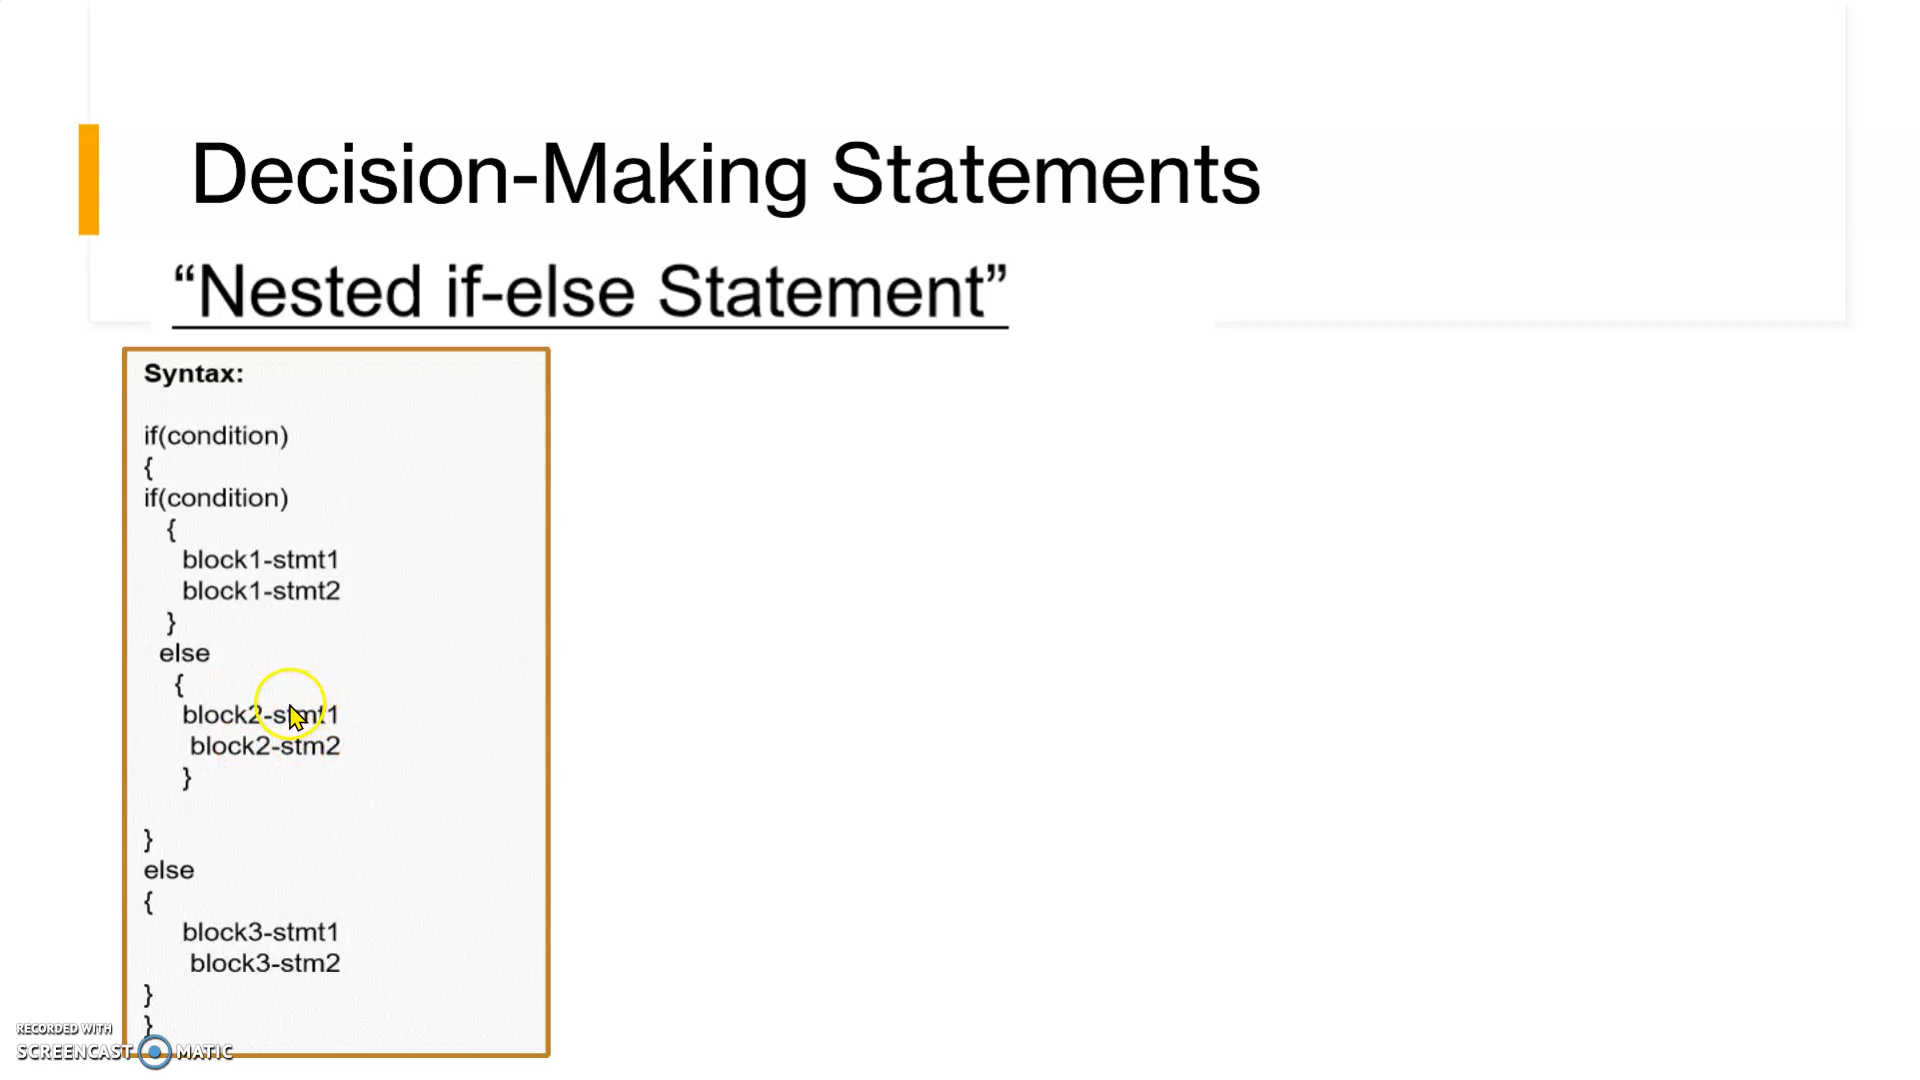 Decision-Making Statements
“Nested if-else Statement”
Syntax:
if(condition)
{
if(condition)
{
block1-stmt1
block1-stmt2
}
else
{
block2-stmt1
block2-stm2
}
}
else
{
block3-stmt1
block3-stm2
}
}
RECORDED WITH
SCREENCAST MATIC